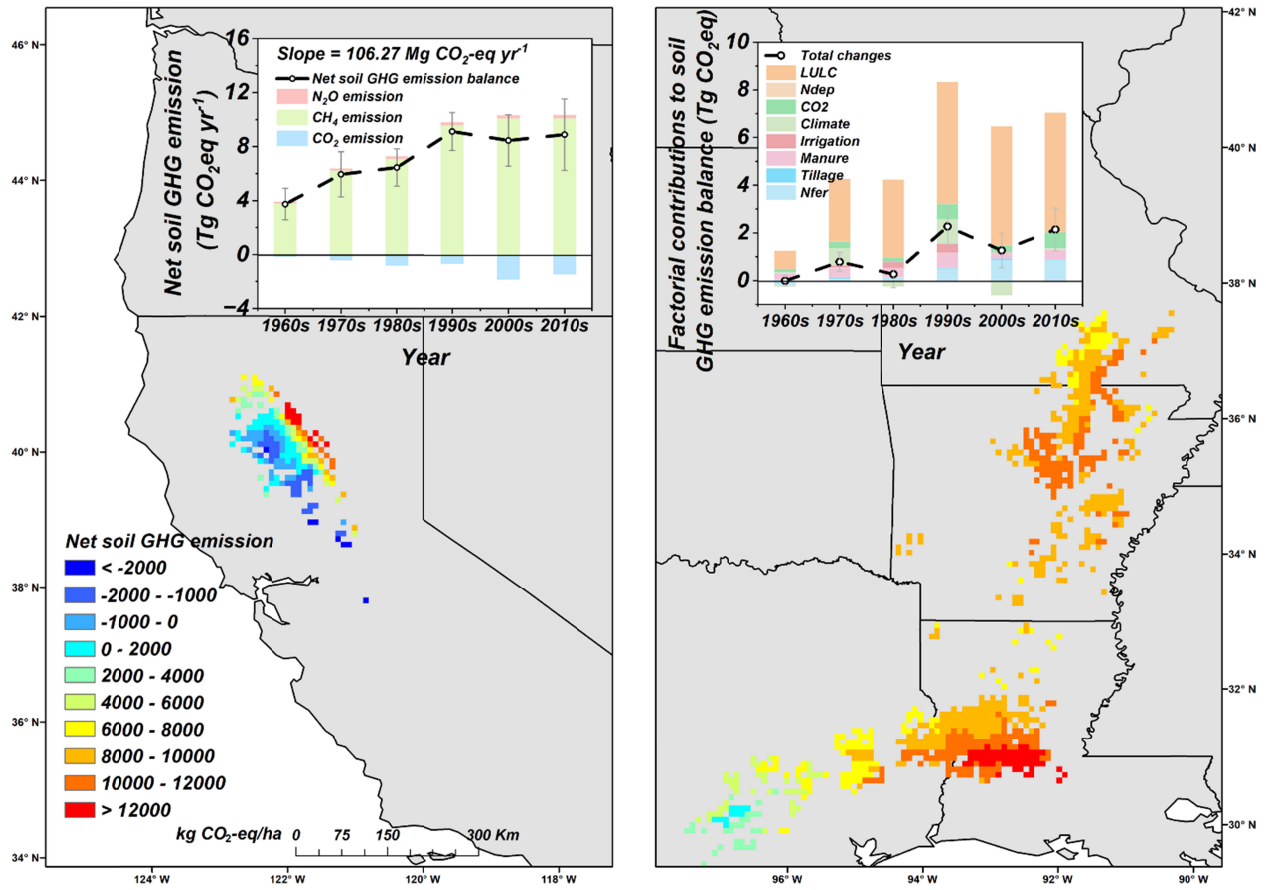 46° N
44° N
42° N
40° N
38° N
36° N
34° N
124° W
122° W
120° W
118° W
Net soil GHG emission
(Tg CO₂eq yr⁻¹)
16
12
8
4
0
−4
Slope = 106.27 Mg CO₂-eq yr⁻¹
Net soil GHG emission balance
N₂O emission
CH₄ emission
CO₂ emission
1960s 1970s 1980s 1990s 2000s 2010s
Year
Net soil GHG emission
< -2000
-2000 - -1000
-1000 - 0
0 - 2000
2000 - 4000
4000 - 6000
6000 - 8000
8000 - 10000
10000 - 12000
> 12000
kg CO₂-eq/ha 0 75 150 300 Km
Factorial contributions to soil
GHG emission balance (Tg CO₂eq)
10
8
6
4
2
0
Total changes
LULC
Ndep
CO2
Climate
Irrigation
Manure
Tillage
Nfer
1960s 1970s 1980s 1990s 2000s 2010s
Year
42° N
40° N
38° N
36° N
34° N
32° N
30° N
96° W
94° W
92° W
90° W